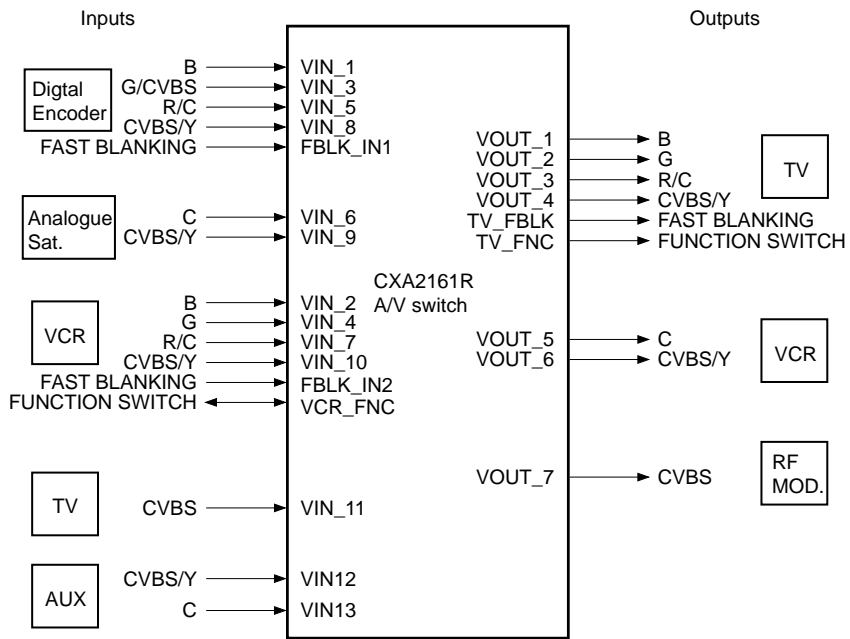 Inputs
Outputs
Digtal
Encoder
B
G/CVBS
R/C
CVBS/Y
FAST BLANKING
VIN_1
VIN_3
VIN_5
VIN_8
FBLK_IN1
Analogue
Sat.
C
CVBS/Y
VIN_6
VIN_9
VCR
B
G
R/C
CVBS/Y
FAST BLANKING
FUNCTION SWITCH
VIN_2
VIN_4
VIN_7
VIN_10
FBLK_IN2
VCR_FNC
TV
CVBS
VIN_11
AUX
CVBS/Y
C
VIN12
VIN13
CXA2161R
A/V switch
VOUT_1
VOUT_2
VOUT_3
VOUT_4
TV_FBLK
TV_FNC
B
G
R/C
CVBS/Y
FAST BLANKING
FUNCTION SWITCH
TV
VOUT_5
VOUT_6
C
CVBS/Y
VCR
VOUT_7
CVBS
RF
MOD.